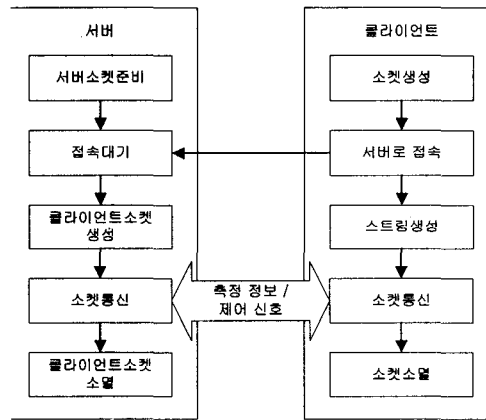 서버
서버소켓준비
접속대기
클라이언트소켓
생성
소켓통신
클라이언트소켓
소멸
측정 정보 /
제어 신호
클라이언트
소켓생성
서버로 접속
스트링생성
소켓통신
소켓소멸